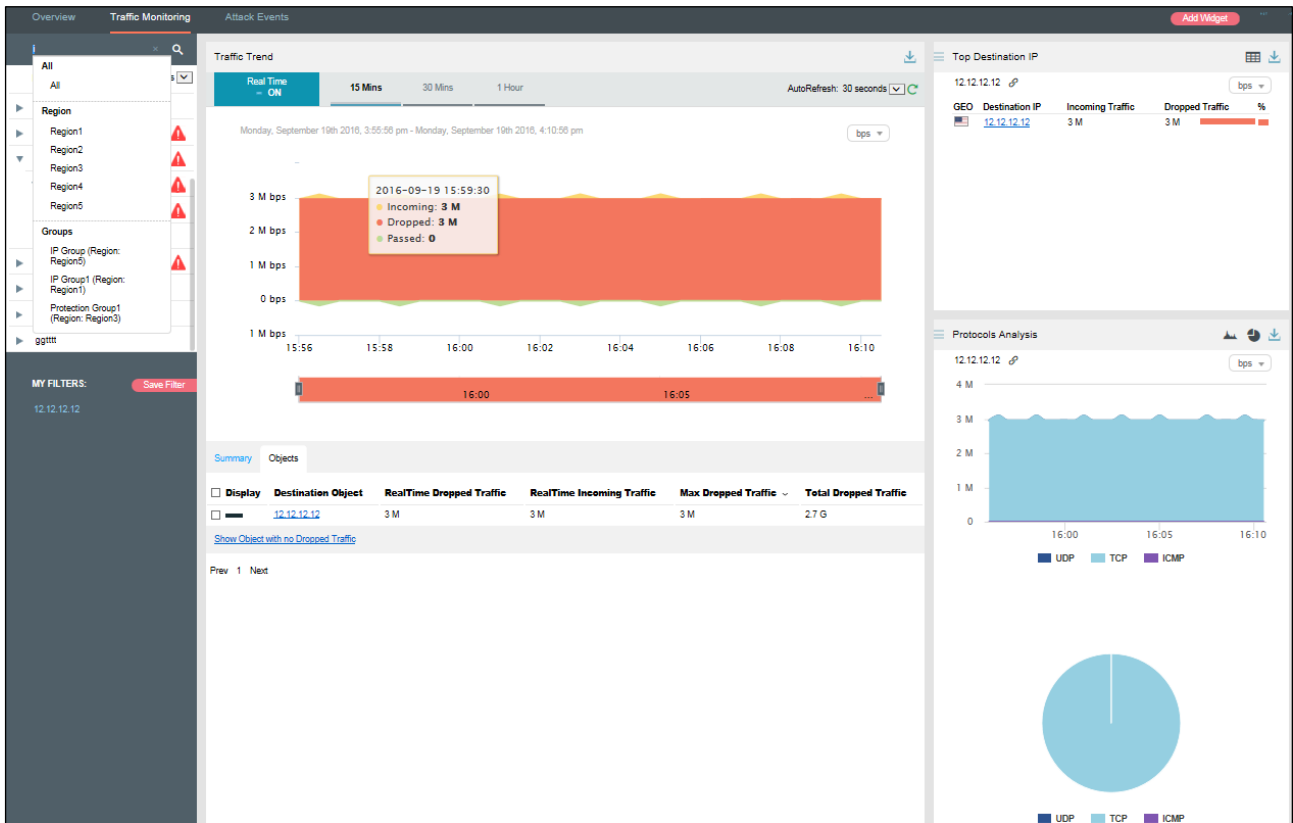 Overview Traffic Monitoring Attack Events Add Widget
i ×
All
All
s
Region
Region1
Region2
Region3
Region4
Region5
Groups
IP Group (Region:
Region5)
IP Group1 (Region:
Region1)
Protection Group1
(Region: Region3)
ggtttt
MY FILTERS: Save Filter
12.12.12.12
Traffic Trend
Real Time
– ON
15 Mins 30 Mins 1 Hour AutoRefresh: 30 seconds
Monday, September 19th 2016, 3:55:56 pm - Monday, September 19th 2016, 4:10:56 pm bps
2016-09-19 15:59:30
Incoming: 3 M
Dropped: 3 M
Passed: 0
3 M bps
2 M bps
1 M bps
0 bps
1 M bps
15:56 15:58 16:00 16:02 16:04 16:06 16:08 16:10
16:00 16:05 ...
Summary Objects
Display Destination Object RealTime Dropped Traffic RealTime Incoming Traffic Max Dropped Traffic Total Dropped Traffic
12.12.12.12 3 M 3 M 3 M 2.7 G
Show Object with no Dropped Traffic
Prev 1 Next
Top Destination IP
12.12.12.12 bps
GEO Destination IP Incoming Traffic Dropped Traffic %
12.12.12.12 3 M 3 M
Protocols Analysis
12.12.12.12 bps
4 M
3 M
2 M
1 M
0
16:00 16:05 16:10
UDP TCP ICMP
UDP TCP ICMP